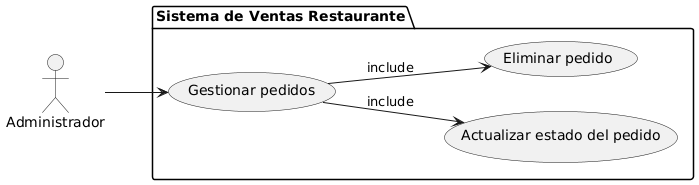 Sistema de Ventas Restaurante
Administrador
Gestionar pedidos
include
Eliminar pedido
include
Actualizar estado del pedido